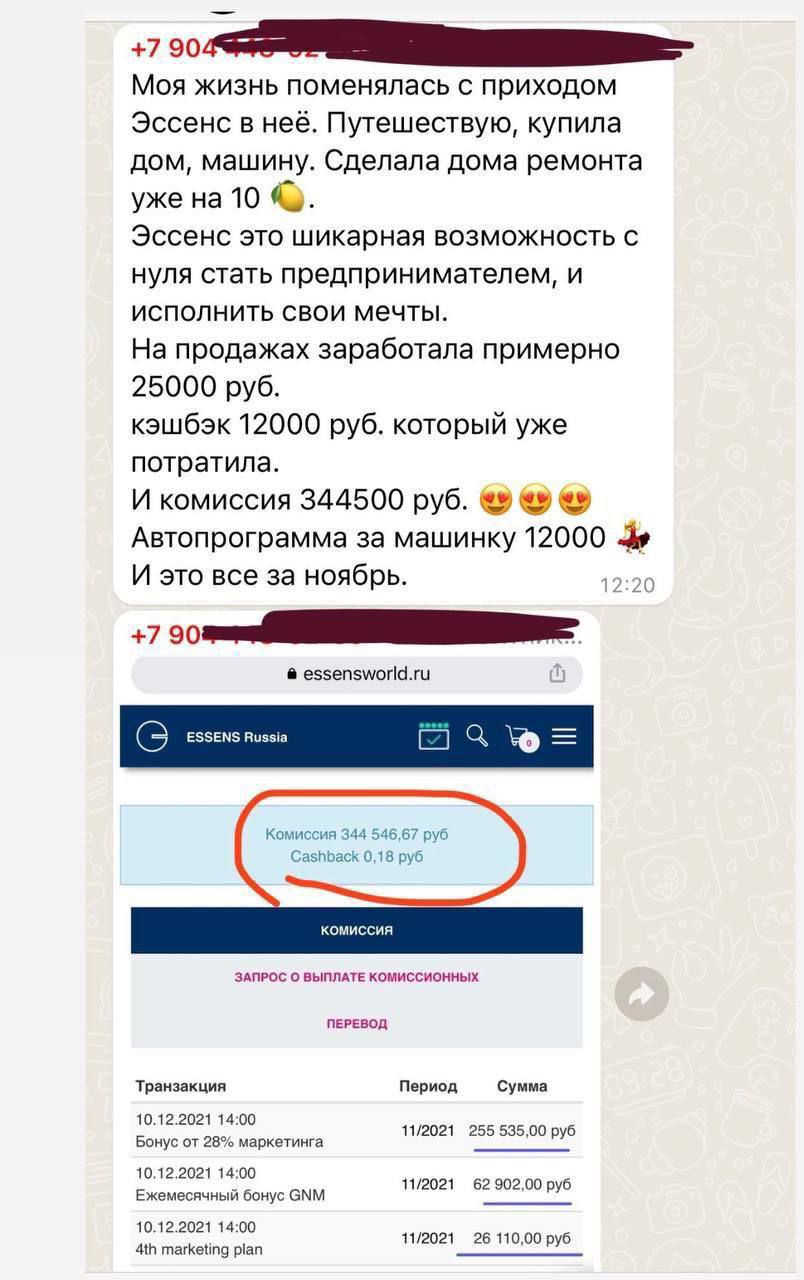 +7 904
Моя жизнь поменялась с приходом
Эссенс в неё. Путешествую, купила
дом, машину. Сделала дома ремонта
уже на 10 🍋.
Эссенс это шикарная возможность с
нуля стать предпринимателем, и
исполнить свои мечты.
На продажах заработала примерно
25000 руб.
кэшбэк 12000 руб. который уже
потратила.
И комиссия 344500 руб. 😍😍😍
Автопрограмма за машинку 12000 💃
И это все за ноябрь.
12:20
+7 90
essensworld.ru
ESSENS Russia
0
Комиссия 344 546,67 руб
Cashback 0,18 руб
КОМИССИЯ
ЗАПРОС О ВЫПЛАТЕ КОМИССИОННЫХ
ПЕРЕВОД
Транзакция Период Сумма
10.12.2021 14:00
Бонус от 28% маркетинга 11/2021 255 535,00 руб
10.12.2021 14:00
Ежемесячный бонус GNM 11/2021 62 902,00 руб
10.12.2021 14:00
4th marketing plan 11/2021 26 110,00 руб